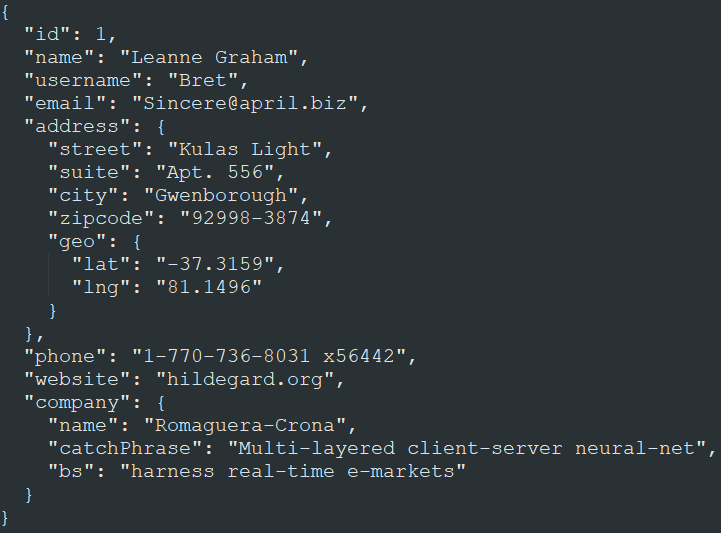 {
  "id": 1,
  "name": "Leanne Graham",
  "username": "Bret",
  "email": "Sincere@april.biz",
  "address": {
    "street": "Kulas Light",
    "suite": "Apt. 556",
    "city": "Gwenborough",
    "zipcode": "92998-3874",
    "geo": {
      "lat": "-37.3159",
      "lng": "81.1496"
    }
  },
  "phone": "1-770-736-8031 x56442",
  "website": "hildegard.org",
  "company": {
    "name": "Romaguera-Crona",
    "catchPhrase": "Multi-layered client-server neural-net",
    "bs": "harness real-time e-markets"
  }
}